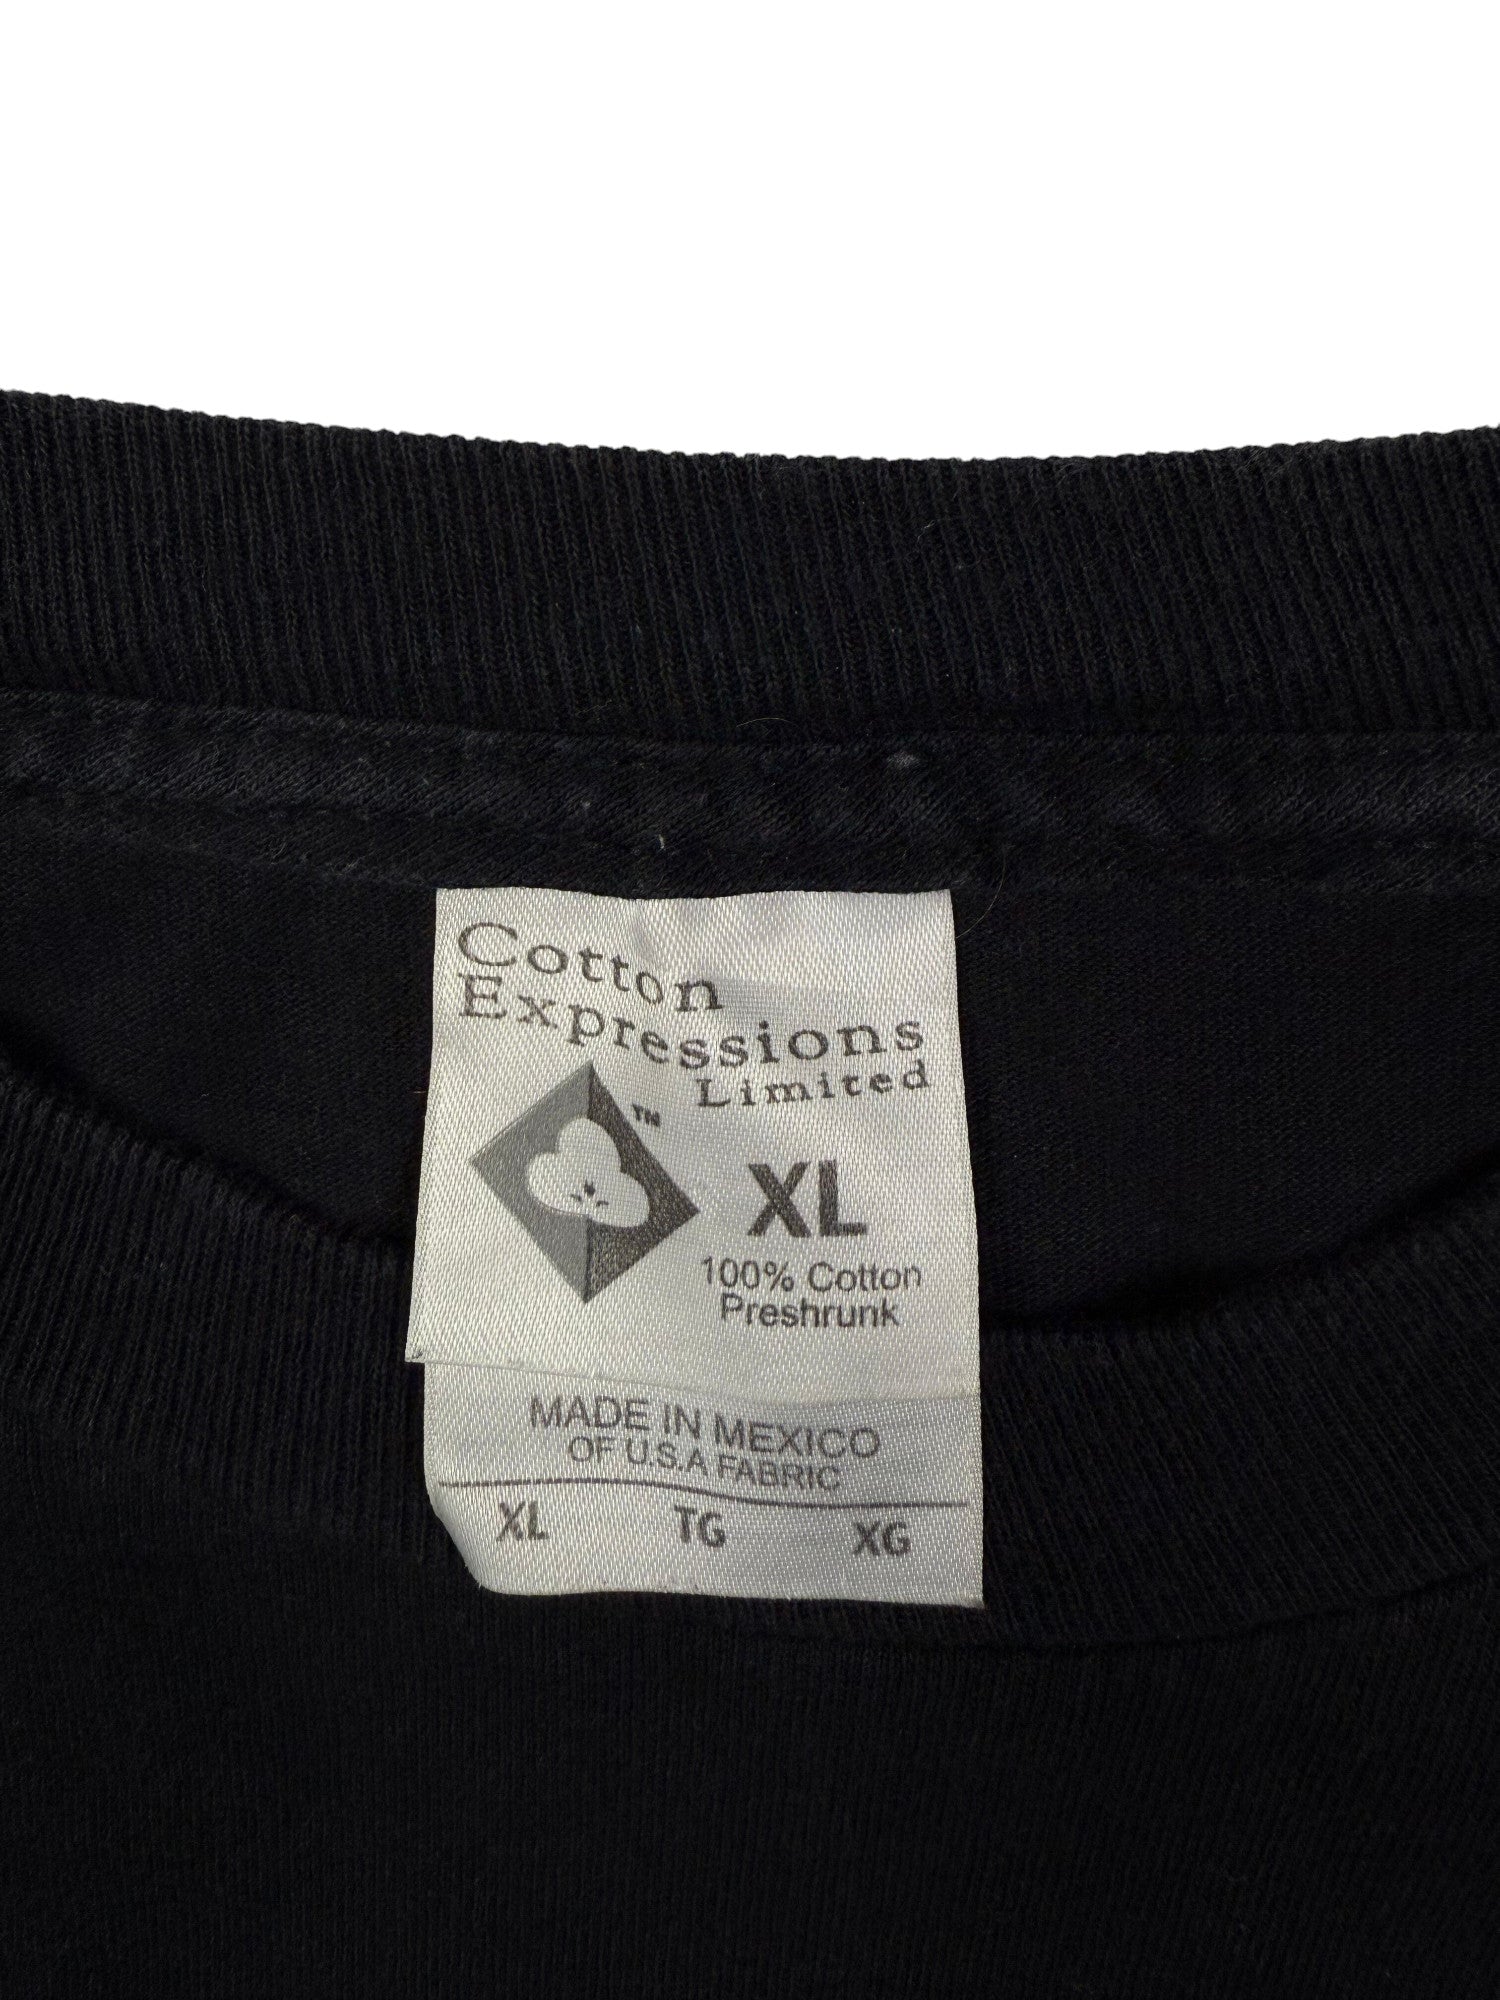 Cotton
Expressions
Limited
TM
XL
100% Cotton
Preshrunk
MADE IN MEXICO
OF U.S.A FABRIC
XL TG XG